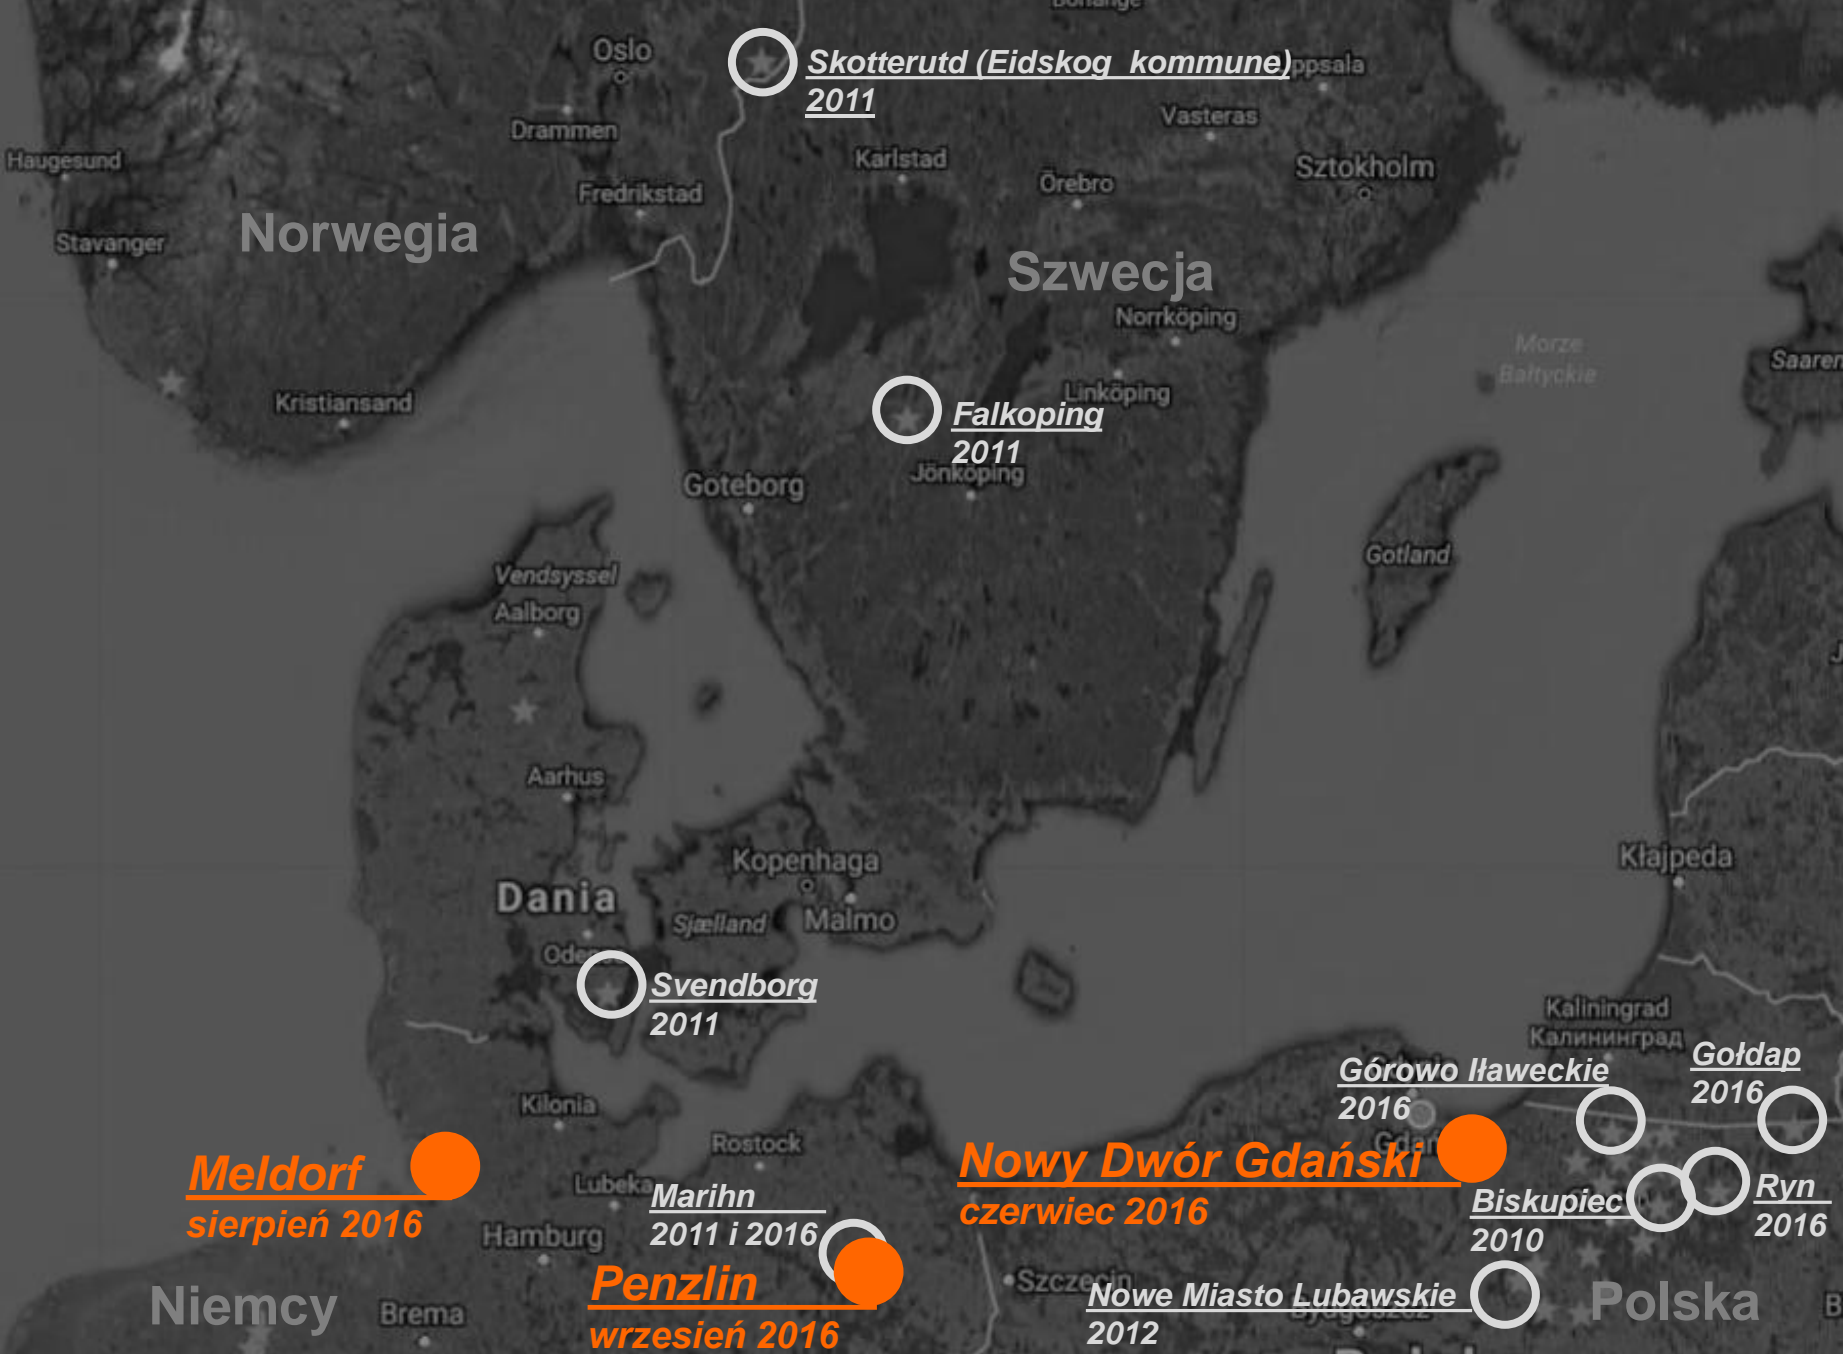 Oslo
Skotterutd (Eidskog kommune)
2011
ppsala
Drammen
Vasteras
Haugesund
Karlstad
Sztokholm
Örebro
Fredrikstad
Stavanger
Norwegia
Szwecja
Norrköping
Morze
Bałtyckie
Saarem
Kristiansand
Linköping
Falkoping
2011
Jönköping
Goteborg
Gotland
Vendsyssel
Aalborg
Aarhus
Kopenhaga
Kłajpeda
Dania
Sjælland
Malmo
Svendborg
2011
Kaliningrad
Калининград
Gołdap
2016
Górowo Iławeckie
2016
Kilonia
Rostock
Meldorf
sierpień 2016
Nowy Dwór Gdański
czerwiec 2016
Lubeka
Marihn
2011 i 2016
Biskupiec
2010
Ryn
2016
Hamburg
Penzlin
wrzesień 2016
Szczecin
Nowe Miasto Lubawskie
2012
Niemcy
Brema
Polska